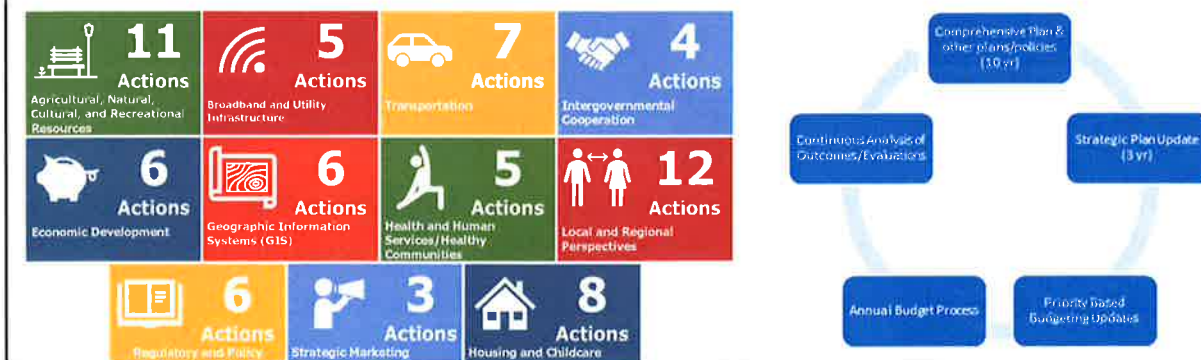 11
Actions
Agricultural, Natural,
Cultural, and Recreational
Resources
5
Actions
Broadband and Utility
Infrastructure
7
Actions
Transportation
4
Actions
Intergovernmental
Cooperation
6
Actions
Economic Development
6
Actions
Geographic Information
Systems (GIS)
5
Actions
Health and Human
Services/Healthy
Communities
12
Actions
Local and Regional
Perspectives
6
Actions
Regulatory and Policy
3
Actions
Strategic Marketing
8
Actions
Housing and Childcare
Comprehensive Plan &
other plans/policies
(10 yr)
Strategic Plan Update
(3 yr)
Priority Based
Budgeting Updates
Annual Budget Process
Continuous Analysis of
Outcomes/Evaluations